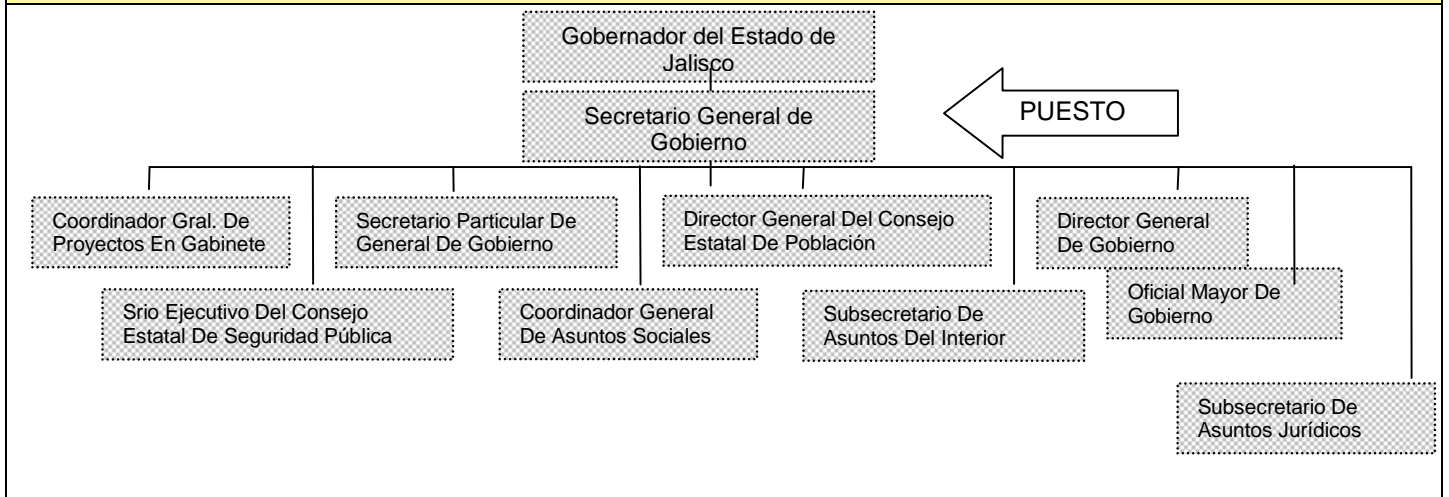 Gobernador del Estado de
Jalisco
Secretario General de
Gobierno
PUESTO
Coordinador Gral. De
Proyectos En Gabinete
Secretario Particular De
General De Gobierno
Director General Del Consejo
Estatal De Población
Director General
De Gobierno
Srio Ejecutivo Del Consejo
Estatal De Seguridad Pública
Coordinador General
De Asuntos Sociales
Subsecretario De
Asuntos Del Interior
Oficial Mayor De
Gobierno
Subsecretario De
Asuntos Jurídicos